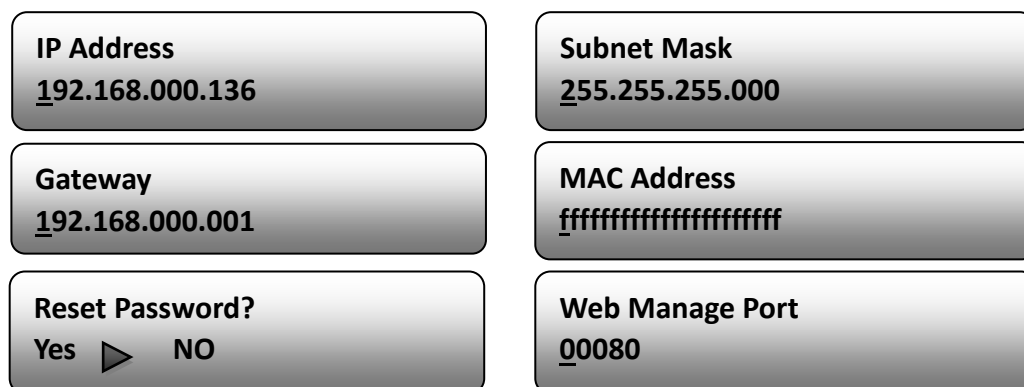 IP Address
192.168.000.136
Subnet Mask
255.255.255.000
Gateway
192.168.000.001
MAC Address
ffffffffffffffffffffff
Reset Password?
Yes NO
Web Manage Port
00080